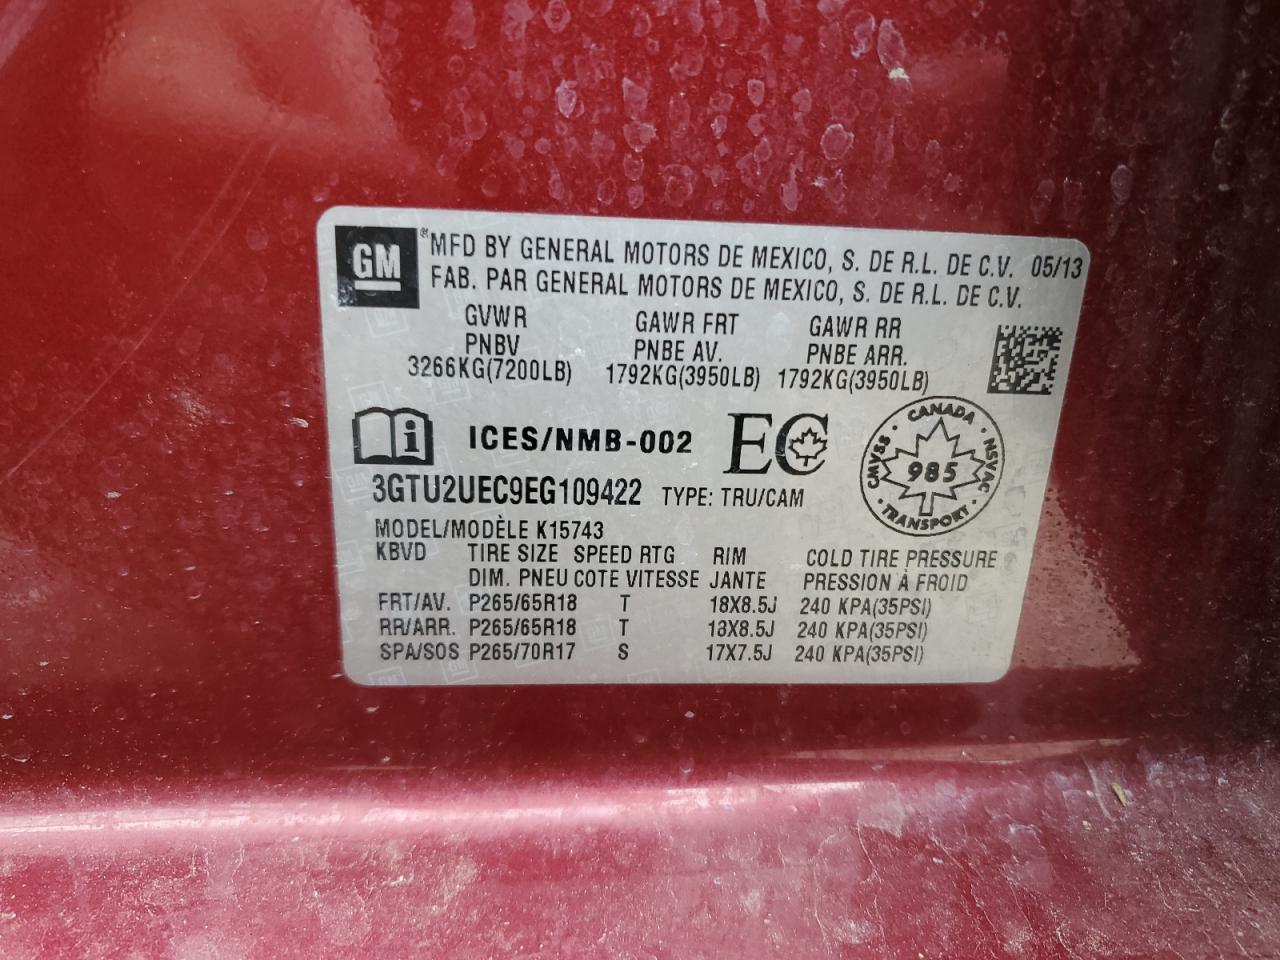 GM ® MFD BY GENERAL MOTORS DE MEXICO, S. DE R.L. DE C.V. 05/13
FAB. PAR GENERAL MOTORS DE MEXICO, S. DE R.L. DE C.V.
GVWR GAWR FRT GAWR RR
PNBV PNBE AV. PNBE ARR.
3266KG(7200LB) 1792KG(3950LB) 1792KG(3950LB)
i ICES/NMB-002 EC
CANADA
CMVSS 985 NSVAC
TRANSPORT
3GTU2UEC9EG109422 TYPE: TRU/CAM
MODEL/MODÈLE K15743
KBVD TIRE SIZE SPEED RTG RIM COLD TIRE PRESSURE
DIM. PNEU COTE VITESSE JANTE PRESSION À FROID
FRT/AV. P265/65R18 T 18X8.5J 240 KPA(35PSI)
RR/ARR. P265/65R18 T 18X8.5J 240 KPA(35PSI)
SPA/SOS P265/70R17 S 17X7.5J 240 KPA(35PSI)